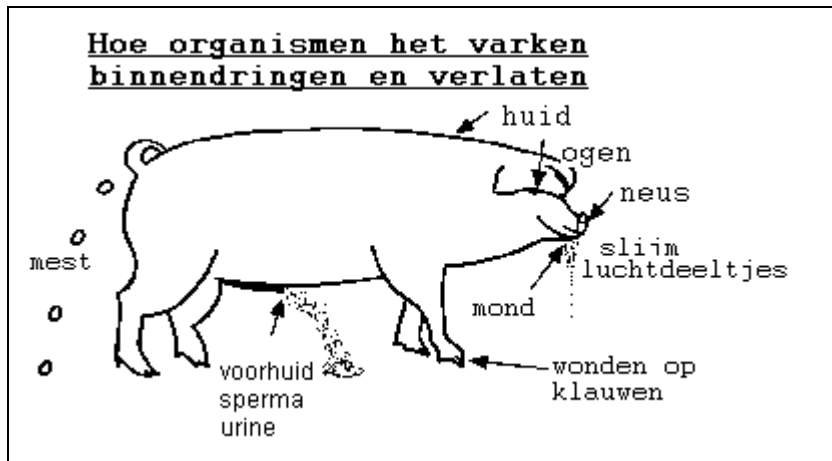 Hoe organismen het varken
binnendringen en verlaten
huid
ogen
neus
slijm
luchtdeeltjes
mest
mond
voorhuid
sperma
urine
wonden op
klauwen